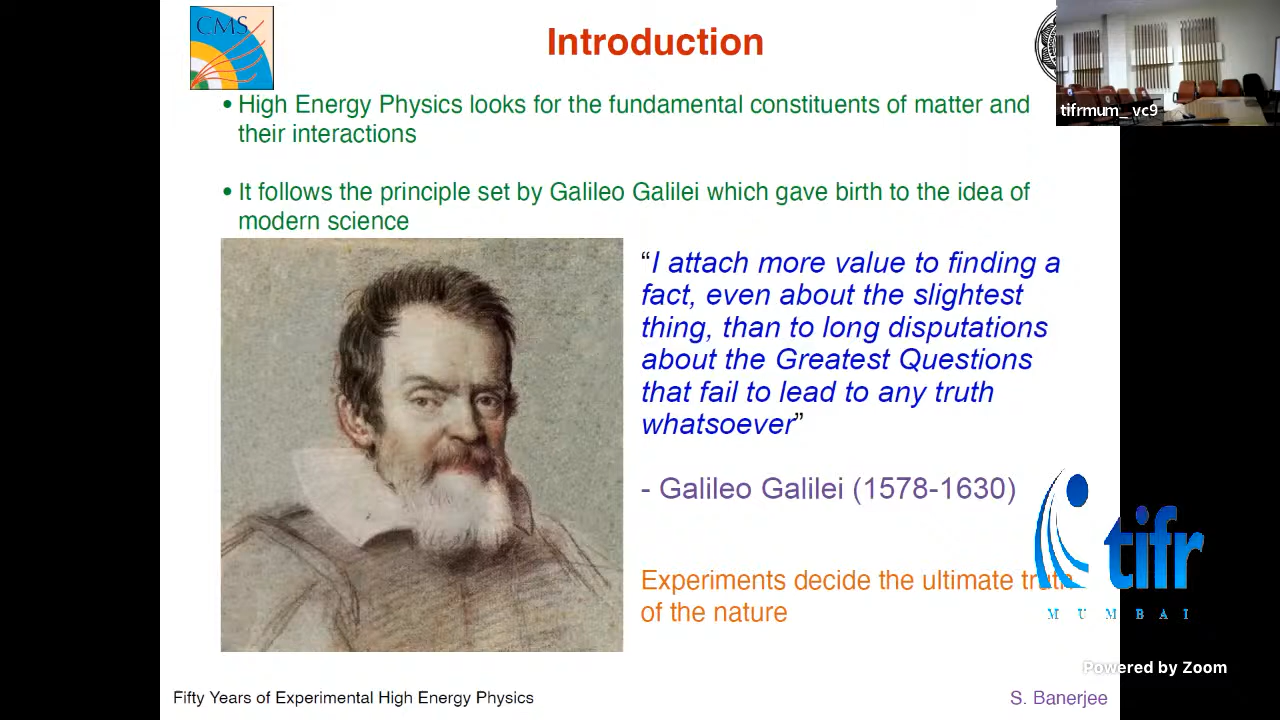 CMS
Introduction
• High Energy Physics looks for the fundamental constituents of matter and
their interactions
tifrmum_ vc9
• It follows the principle set by Galileo Galilei which gave birth to the idea of
modern science
“I attach more value to finding a
fact, even about the slightest
thing, than to long disputations
about the Greatest Questions
that fail to lead to any truth
whatsoever”
- Galileo Galilei (1578-1630)
Experiments decide the ultimate truth
of the nature
tifr
MUMBAI
Powered by Zoom
Fifty Years of Experimental High Energy Physics
S. Banerjee